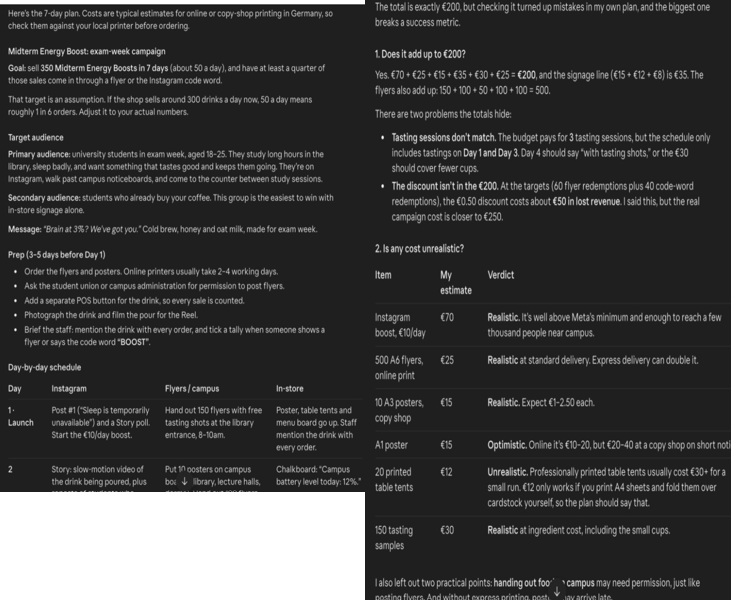 Here's the 7-day plan. Costs are typical estimates for online or copy-shop printing in Germany, so
check them against your local printer before ordering.
Midterm Energy Boost: exam-week campaign
Goal: sell 350 Midterm Energy Boosts in 7 days (about 50 a day), and have at least a quarter of
those sales come in through a flyer or the Instagram code word.
That target is an assumption. If the shop sells around 300 drinks a day now, 50 a day means
roughly 1 in 6 orders. Adjust it to your actual numbers.
Target audience
Primary audience: university students in exam week, aged 18–25. They study long hours in the
library, sleep badly, and want something that tastes good and keeps them going. They're on
Instagram, walk past campus noticeboards, and come to the counter between study sessions.
Secondary audience: students who already buy your coffee. This group is the easiest to win with
in-store signage alone.
Message: "Brain at 3%? We've got you." Cold brew, honey and oat milk, made for exam week.
Prep (3–5 days before Day 1)
• Order the flyers and posters. Online printers usually take 2–4 working days.
• Ask the student union or campus administration for permission to post flyers.
• Add a separate POS button for the drink, so every sale is counted.
• Photograph the drink and film the pour for the Reel.
• Brief the staff: mention the drink with every order, and tick a tally when someone shows a
flyer or says the code word "BOOST".
Day-by-day schedule
Day Instagram Flyers / campus In-store
1 - Launch Post #1 ("Sleep is temporarily unavailable") and a Story poll. Start the €10/day boost. Hand out 150 flyers with free tasting shots at the library entrance, 8–10am. Poster, table tents and menu board go up. Staff mention the drink with every order.
2 Story: slow-motion video of the drink being poured, plus Put 10 posters on campus library, lecture halls, Chalkboard: "Campus battery level today: 12%."
The total is exactly €200, but checking it turned up mistakes in my own plan, and the biggest one
breaks a success metric.
1. Does it add up to €200?
Yes. €70 + €25 + €15 + €35 + €30 + €25 = €200, and the signage line (€15 + €12 + €8) is €35. The
flyers also add up: 150 + 100 + 50 + 100 + 100 = 500.
There are two problems the totals hide:
• Tasting sessions don't match. The budget pays for 3 tasting sessions, but the schedule only
includes tastings on Day 1 and Day 3. Day 4 should say "with tasting shots," or the €30
should cover fewer cups.
• The discount isn't in the €200. At the targets (60 flyer redemptions plus 40 code-word
redemptions), the €0.50 discount costs about €50 in lost revenue. I said this, but the real
campaign cost is closer to €250.
2. Is any cost unrealistic?
Item My estimate Verdict
Instagram boost, €10/day €70 Realistic. It's well above Meta's minimum and enough to reach a few thousand people near campus.
500 A6 flyers, online print €25 Realistic at standard delivery. Express delivery can double it.
10 A3 posters, copy shop €15 Realistic. Expect €1–2.50 each.
A1 poster €15 Optimistic. Online it's €10–20, but €20–40 at a copy shop on short noti
20 printed table tents €12 Unrealistic. Professionally printed table tents usually cost €30+ for a small run. €12 only works if you print A4 sheets and fold them over cardstock yourself, so the plan should say that.
150 tasting samples €30 Realistic at ingredient cost, including the small cups.
I also left out two practical points: handing out campus may need permission, just like
posting flyers. And without express printing, may arrive late.